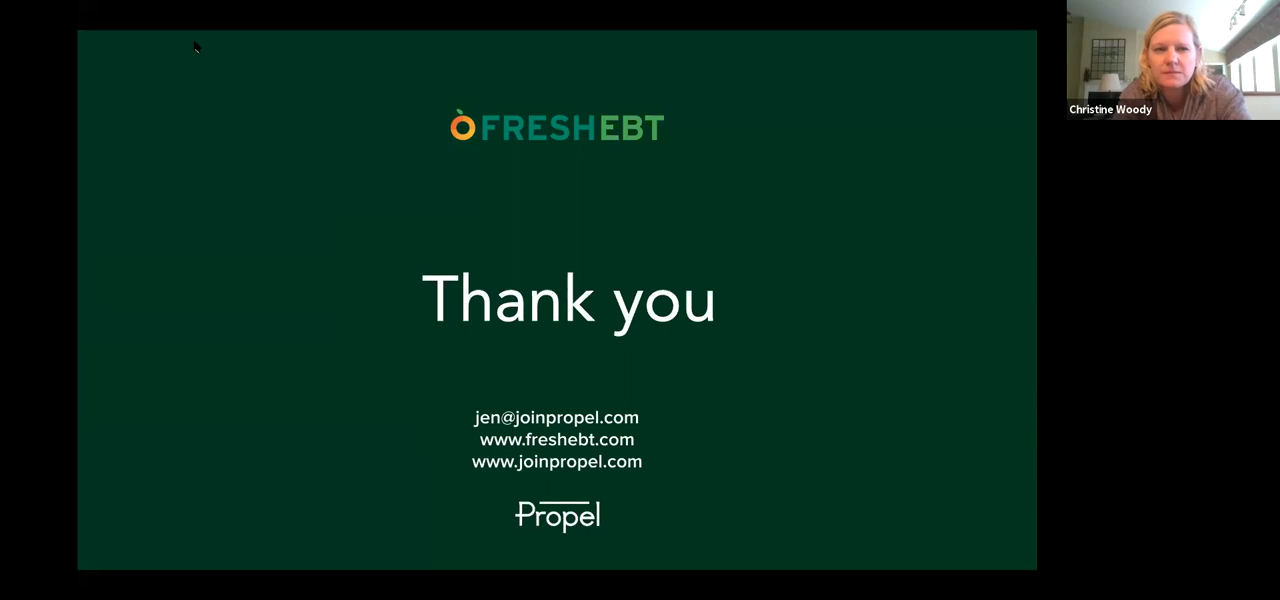 FRESHEBT
Thank you
jen@joinpropel.com
www.freshebt.com
www.joinpropel.com
Propel
Christine Woody